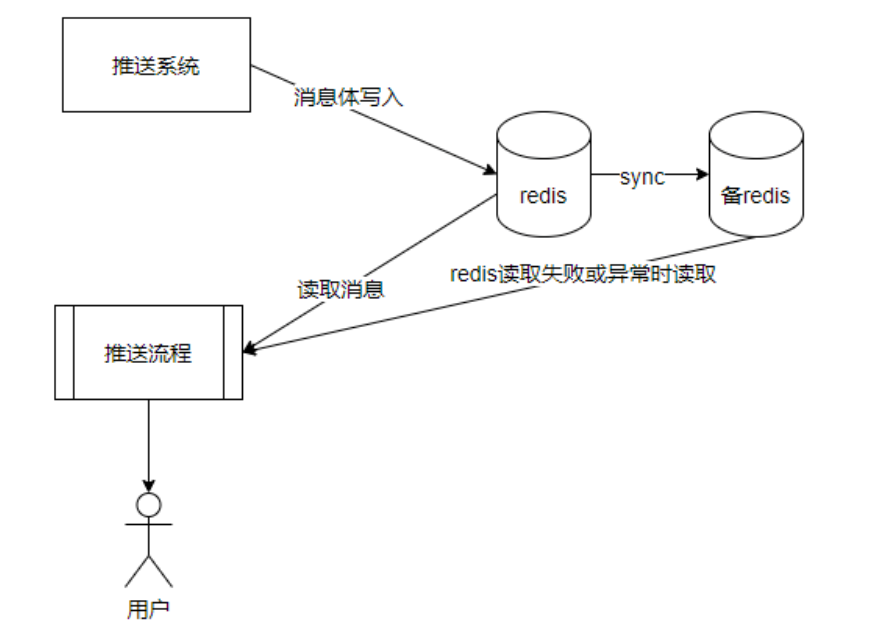 推送系统
消息体写入
redis
sync
备redis
redis读取失败或异常时读取
读取消息
推送流程
用户